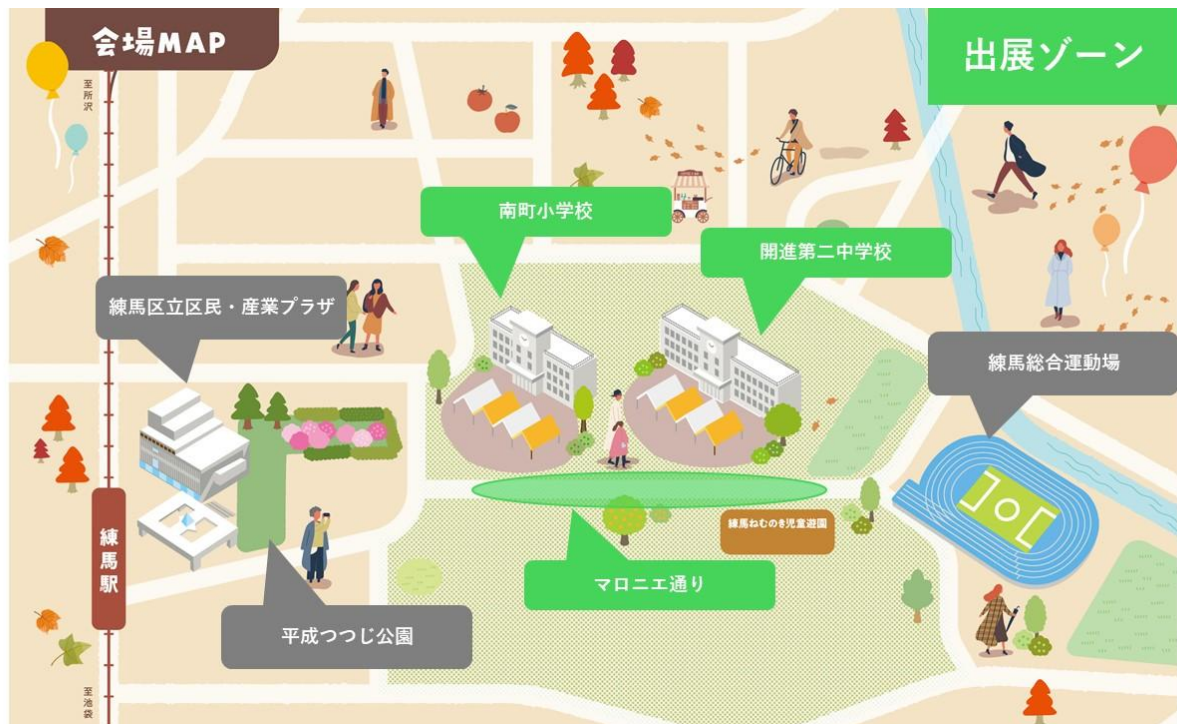 会場MAP
出展ゾーン
至所沢
南町小学校
開進第二中学校
練馬区立区民・産業プラザ
練馬総合運動場
練馬駅
練馬ねむのき児童遊園
マロニエ通り
平成つつじ公園
至池袋